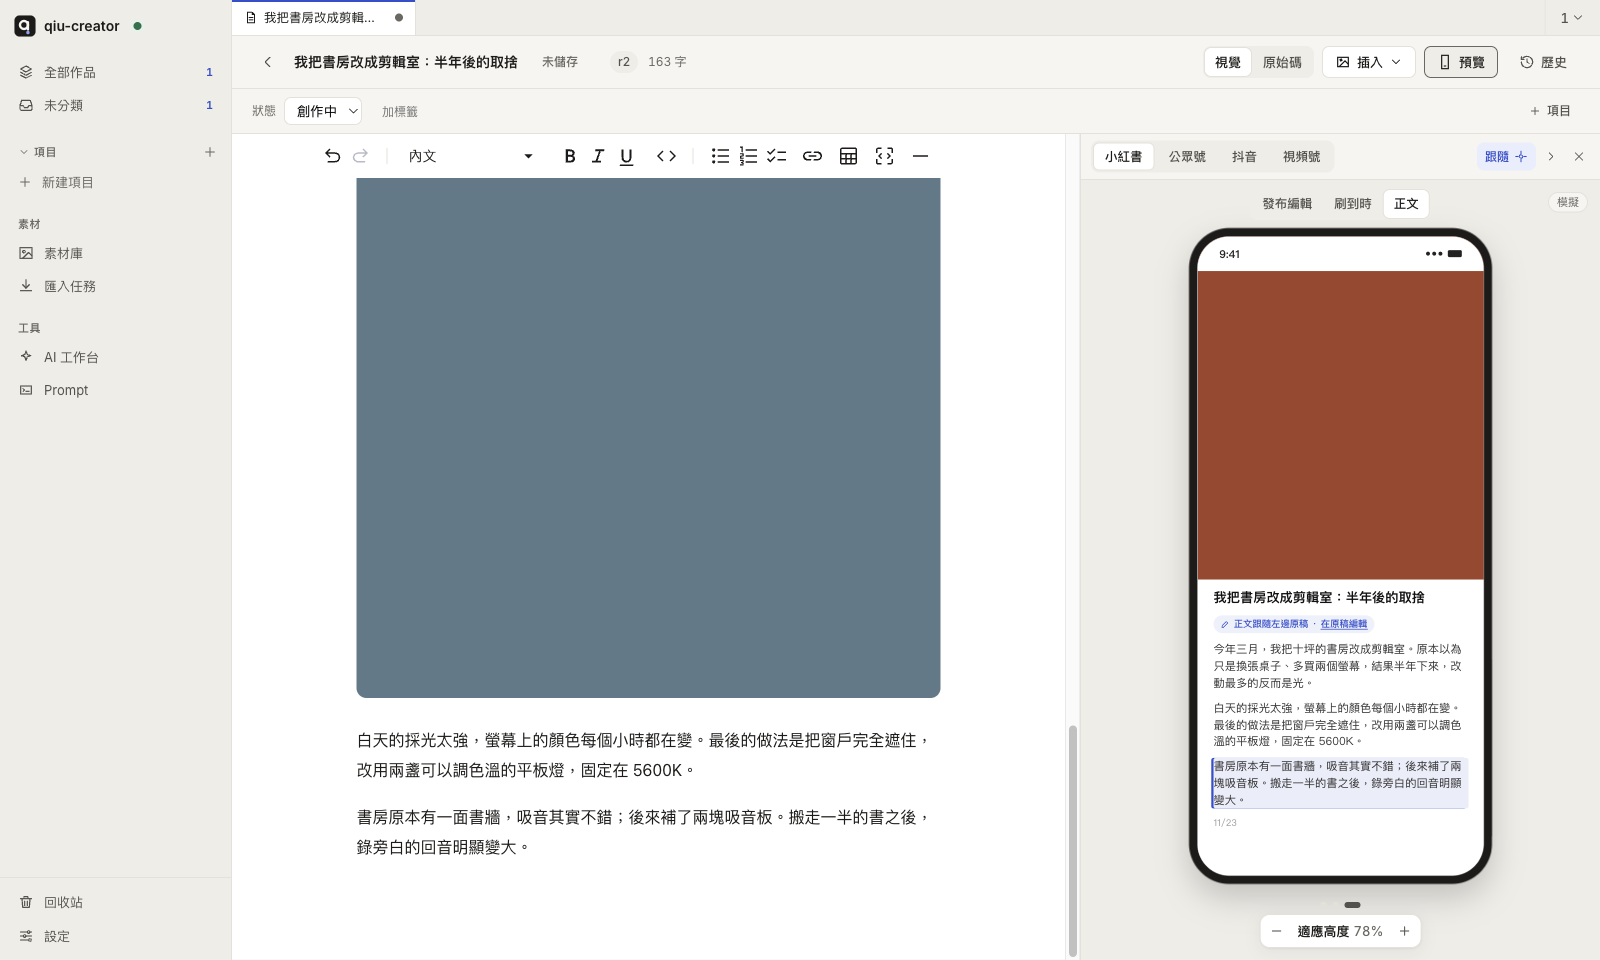 qiu-creator
全部作品 1
未分類 1
項目
新建項目
素材
素材庫
匯入任務
工具
AI 工作台
Prompt
回收站
設定
我把書房改成剪輯...
1
我把書房改成剪輯室：半年後的取捨 未儲存 r2 163 字
視覺 原始碼 插入 預覽 歷史
狀態 創作中 加標籤
項目
內文
白天的採光太強，螢幕上的顏色每個小時都在變。最後的做法是把窗戶完全遮住，
改用兩盞可以調色溫的平板燈，固定在 5600K。
書房原本有一面書牆，吸音其實不錯；後來補了兩塊吸音板。搬走一半的書之後，
錄旁白的回音明顯變大。
小紅書 公眾號 抖音 視頻號 跟隨
發布編輯 刷到時 正文 模擬
9:41
我把書房改成剪輯室：半年後的取捨
正文跟隨左邊原稿 · 在原稿編輯
今年三月，我把十坪的書房改成剪輯室。原本以為
只是換張桌子、多買兩個螢幕，結果半年下來，改
動最多的反而是光。
白天的採光太強，螢幕上的顏色每個小時都在變。
最後的做法是把窗戶完全遮住，改用兩盞可以調色
溫的平板燈，固定在 5600K。
書房原本有一面書牆，吸音其實不錯；後來補了兩
塊吸音板。搬走一半的書之後，錄旁白的回音明顯
變大。
11/23
適應高度 78%